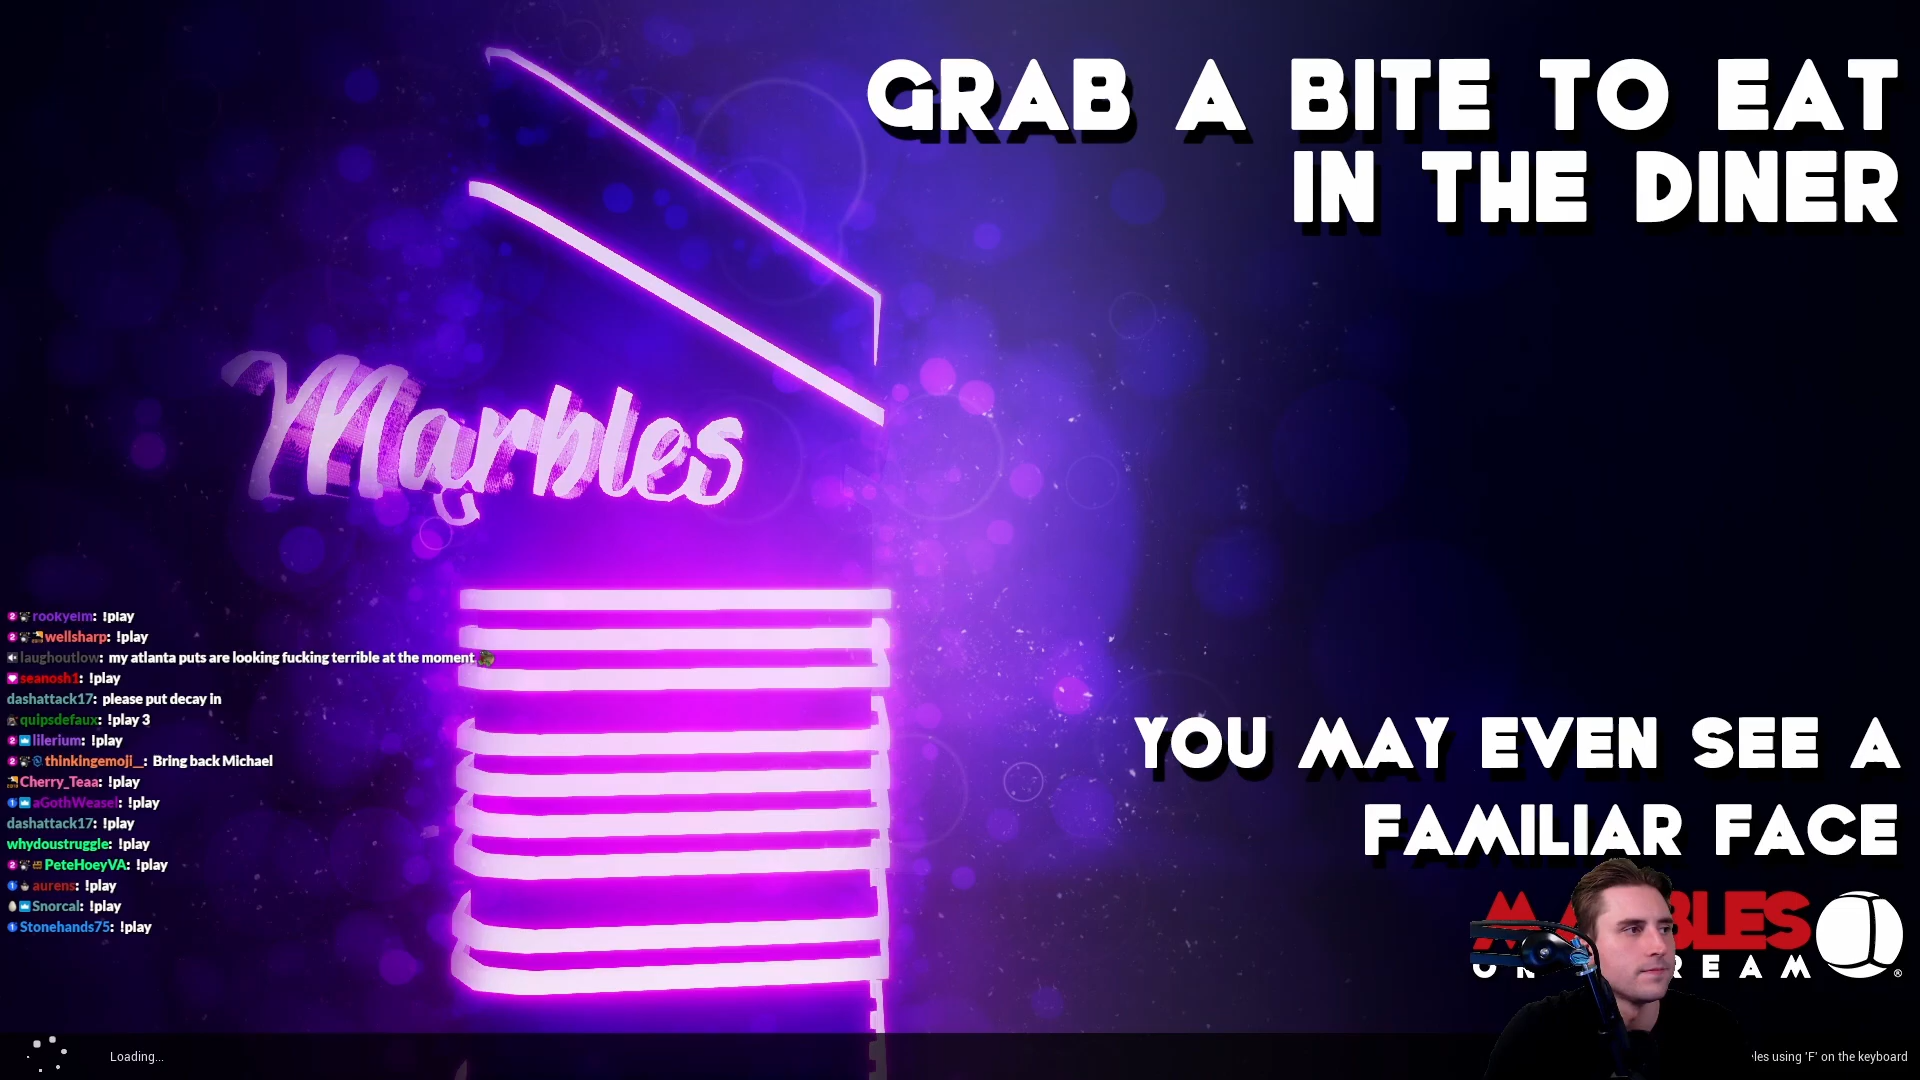 GRAB A BITE TO EAT
IN THE DINER
Marbles
rookyelm: !play
wellsharp: !play
laughoutlow: my atlanta puts are looking fucking terrible at the moment
seanosh1: !play
dashattack17: please put decay in
quipsdefaux: !play 3
lilerium: !play
thinkingemoji_: Bring back Michael
Cherry_Teaa: !play
aGothWeasel: !play
dashattack17: !play
whydoustruggle: !play
PeteHoeyVA: !play
aurens: !play
Snorcal: !play
Stonehands75: !play
YOU MAY EVEN SEE A
FAMILIAR FACE
Loading...
using 'F' on the keyboard